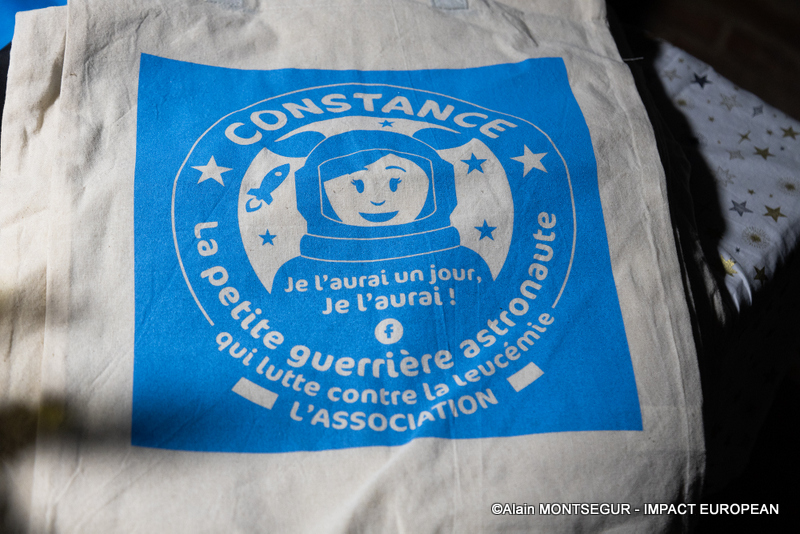 CONSTANCE
la petite guerrière astronaute
qui lutte contre la leucémie
L'ASSOCIATION
Je l'aurai un jour,
Je l'aurai !
f
©Alain MONTSEGUR - IMPACT EUROPEAN